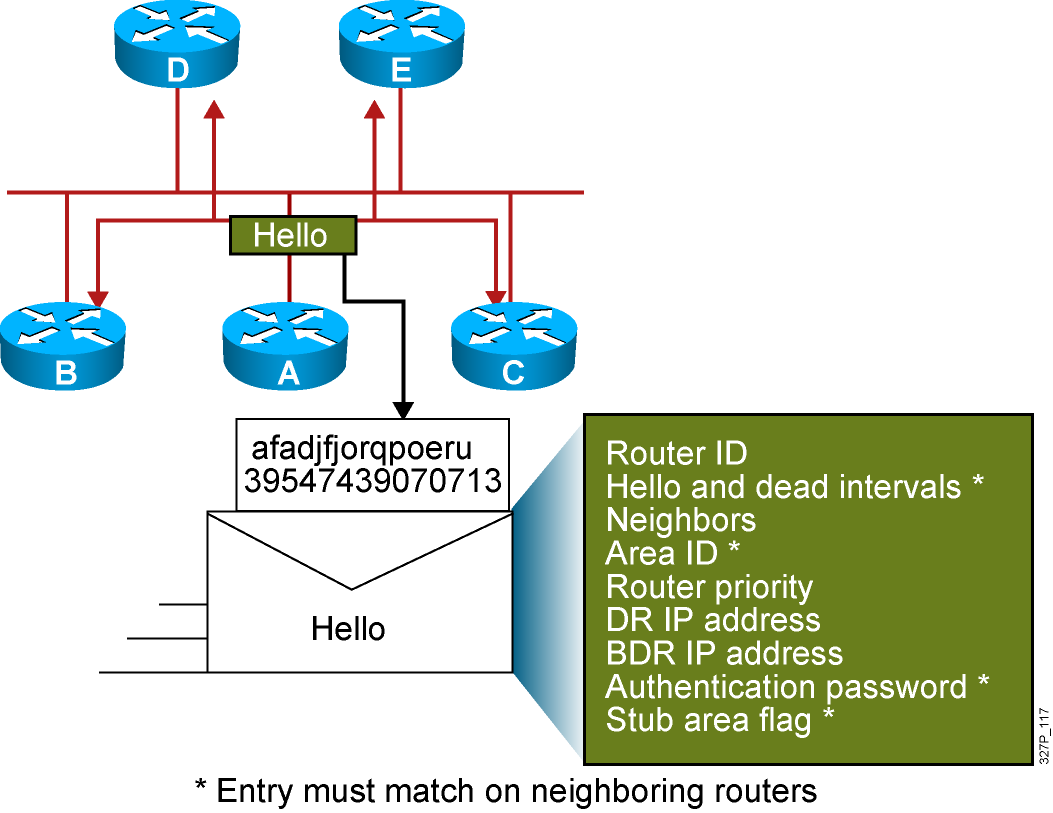 D
E
Hello
B
A
C
afadjfjorqpoeru
39547439070713
Hello
Router ID
Hello and dead intervals *
Neighbors
Area ID *
Router priority
DR IP address
BDR IP address
Authentication password *
Stub area flag *
327P_117
* Entry must match on neighboring routers